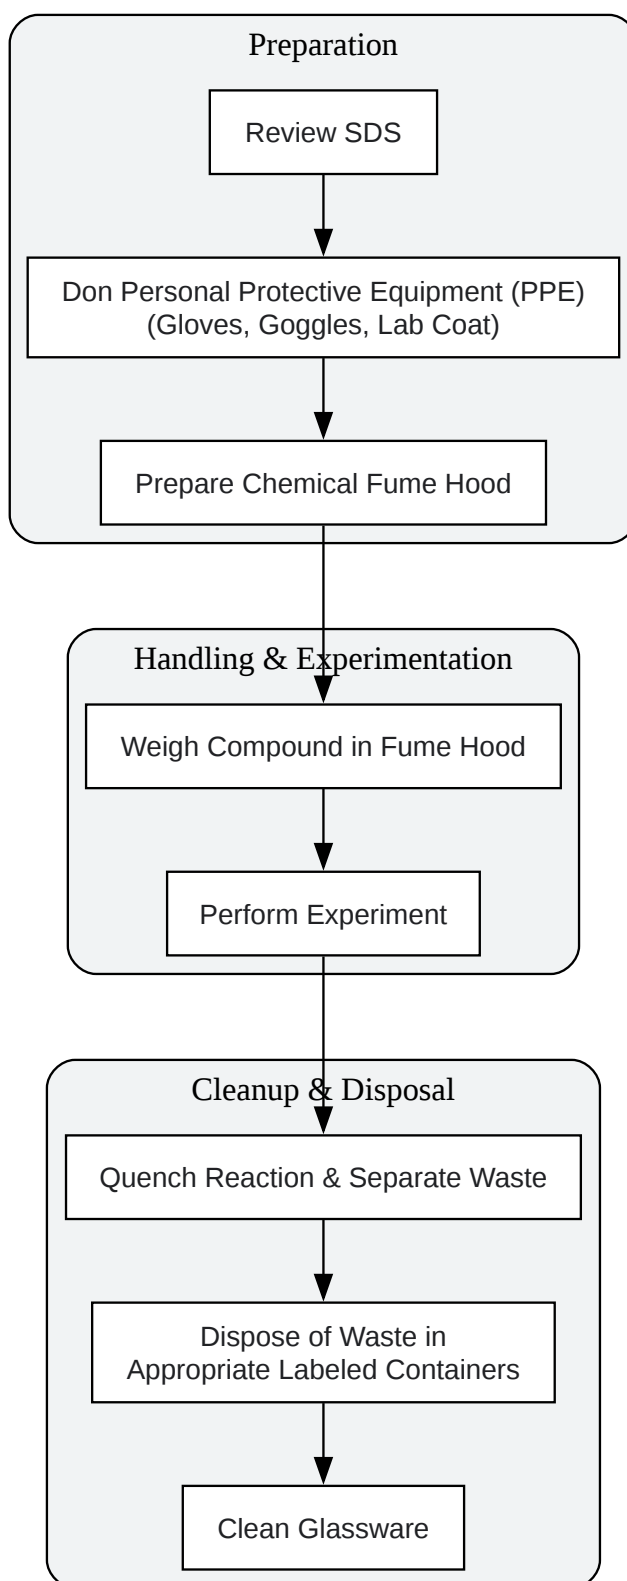 Preparation
Review SDS
Don Personal Protective Equipment (PPE)
(Gloves, Goggles, Lab Coat)
Prepare Chemical Fume Hood
Handling & Experimentation
Weigh Compound in Fume Hood
Perform Experiment
Cleanup & Disposal
Quench Reaction & Separate Waste
Dispose of Waste in
Appropriate Labeled Containers
Clean Glassware